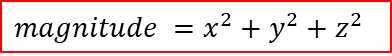 magnitude = x² + y² + z²